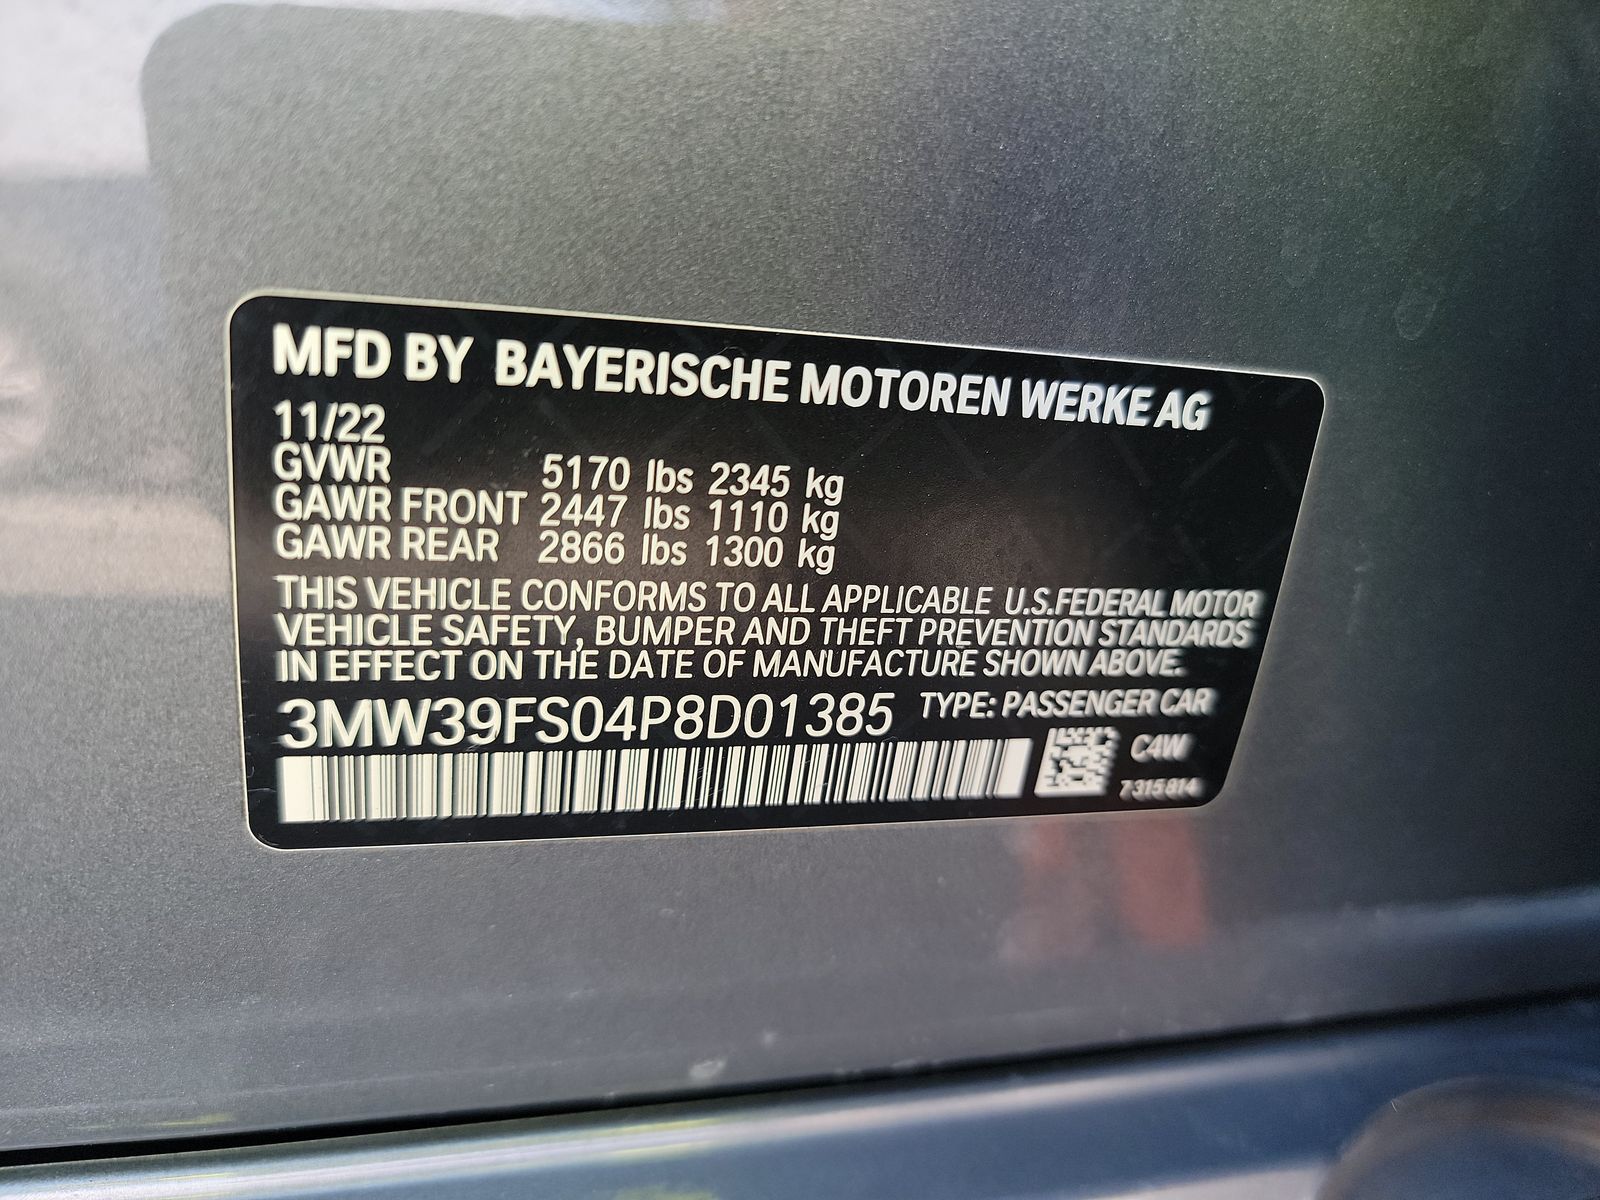 MFD BY BAYERISCHE MOTOREN WERKE AG
11/22
GVWR 5170 lbs 2345 kg
GAWR FRONT 2447 lbs 1110 kg
GAWR REAR 2866 lbs 1300 kg
THIS VEHICLE CONFORMS TO ALL APPLICABLE U.S.FEDERAL MOTOR
VEHICLE SAFETY, BUMPER AND THEFT PREVENTION STANDARDS
IN EFFECT ON THE DATE OF MANUFACTURE SHOWN ABOVE.
3MW39FS04P8D01385 TYPE: PASSENGER CAR
C4W
7315814